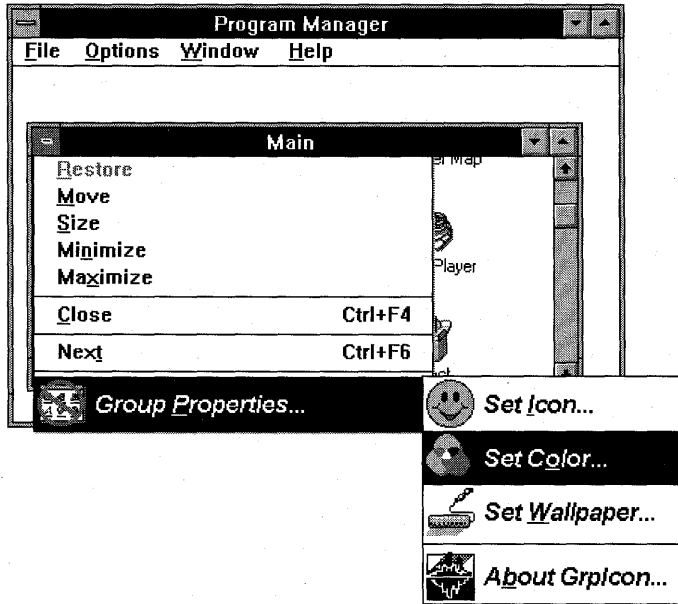 Program Manager
File Options Window Help
Main
Restore
Move
Size
Minimize
Maximize
Close Ctrl+F4
Next Ctrl+F6
Map
Player
Group Properties...
Set Icon...
Set Color...
Set Wallpaper...
About GrpIcon...